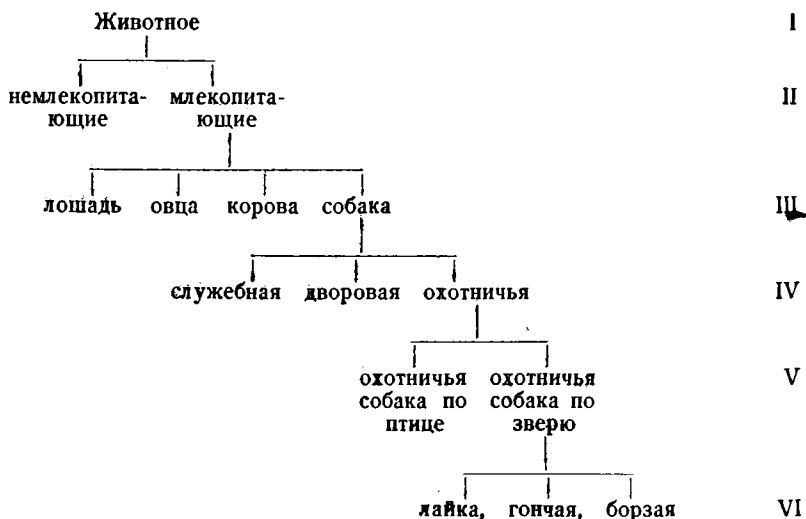 Животное I
немлекопита- млекопита- II
ющие ющие
лошадь овца корова собака III
служебная дворовая охотничья IV
охотничья охотничья V
собака по собака по
птице зверю
лайка, гончая, борзая VI